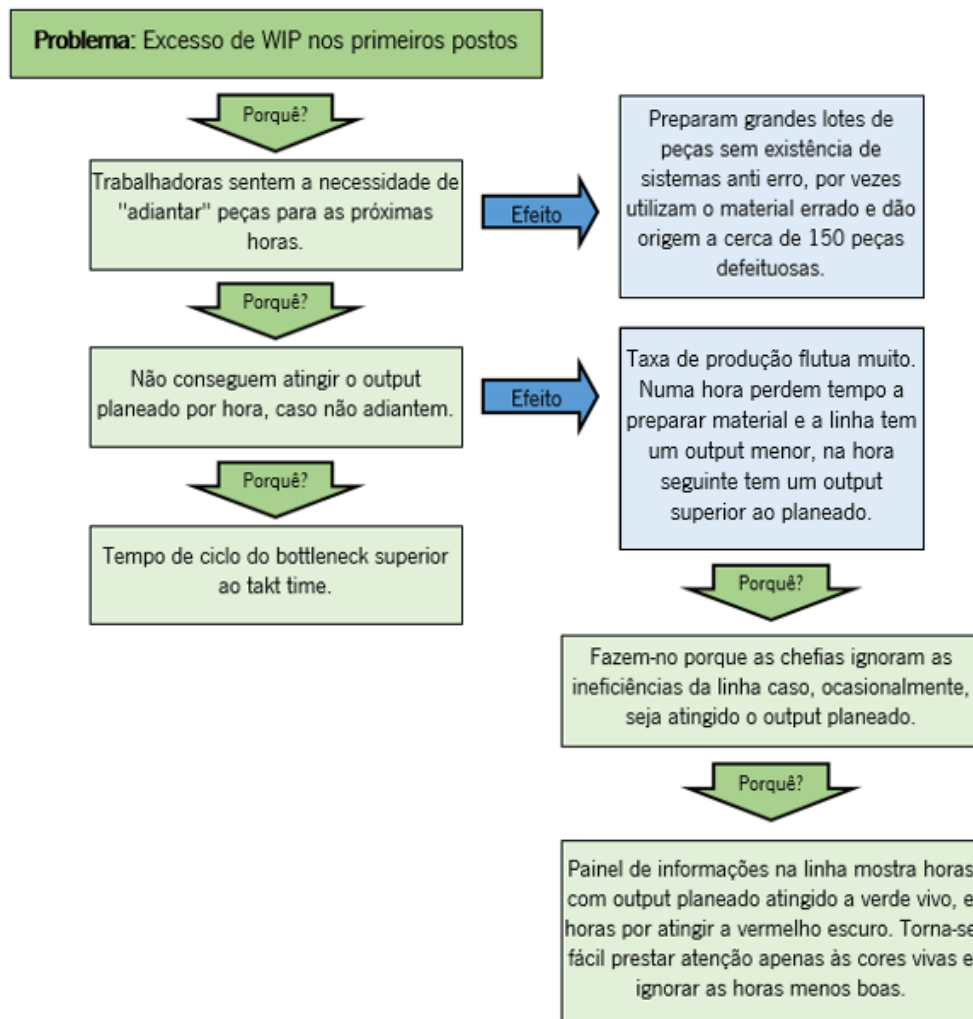 Problema: Excesso de WIP nos primeiros postos
Porquê?
Trabalhadoras sentem a necessidade de
"adiantar" peças para as próximas
horas.
Efeito
Preparam grandes lotes de
peças sem existência de
sistemas anti erro, por vezes
utilizam o material errado e dão
origem a cerca de 150 peças
defeituosas.
Porquê?
Não conseguem atingir o output
planeado por hora, caso não adiantem.
Efeito
Taxa de produção flutua muito.
Numa hora perdem tempo a
preparar material e a linha tem
um output menor, na hora
seguinte tem um output
superior ao planeado.
Porquê?
Tempo de ciclo do bottleneck superior
ao takt time.
Porquê?
Fazem-no porque as chefias ignoram as
ineficiências da linha caso, ocasionalmente,
seja atingido o output planeado.
Porquê?
Painel de informações na linha mostra horas
com output planeado atingido a verde vivo, e
horas por atingir a vermelho escuro. Torna-se
fácil prestar atenção apenas às cores vivas e
ignorar as horas menos boas.